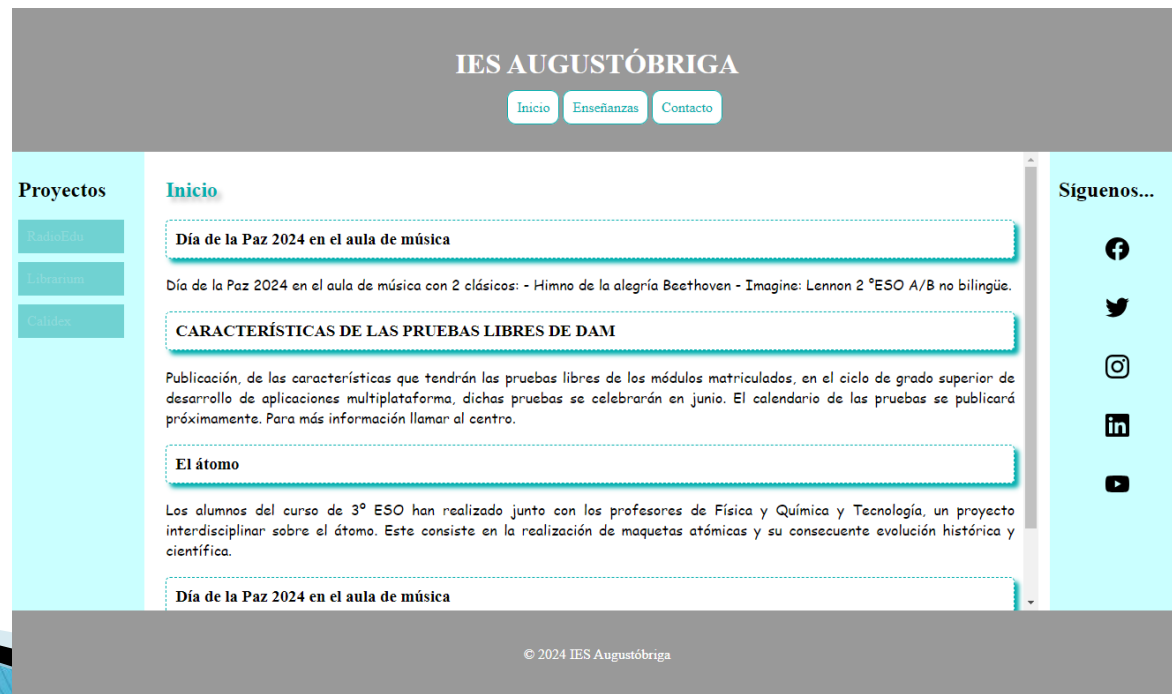 IES AUGUSTÓBRIGA
Inicio Enseñanzas Contacto
Proyectos
RadioEdu
Librarium
Calidex
Inicio
Día de la Paz 2024 en el aula de música
Día de la Paz 2024 en el aula de música con 2 clásicos: - Himno de la alegría Beethoven - Imagine: Lennon 2 ºESO A/B no bilingüe.
CARACTERÍSTICAS DE LAS PRUEBAS LIBRES DE DAM
Publicación, de las características que tendrán las pruebas libres de los módulos matriculados, en el ciclo de grado superior de
desarrollo de aplicaciones multiplataforma, dichas pruebas se celebrarán en junio. El calendario de las pruebas se publicará
próximamente. Para más información llamar al centro.
El átomo
Los alumnos del curso de 3º ESO han realizado junto con los profesores de Física y Química y Tecnología, un proyecto
interdisciplinar sobre el átomo. Este consiste en la realización de maquetas atómicas y su consecuente evolución histórica y
científica.
Día de la Paz 2024 en el aula de música
Síguenos...
© 2024 IES Augustóbriga